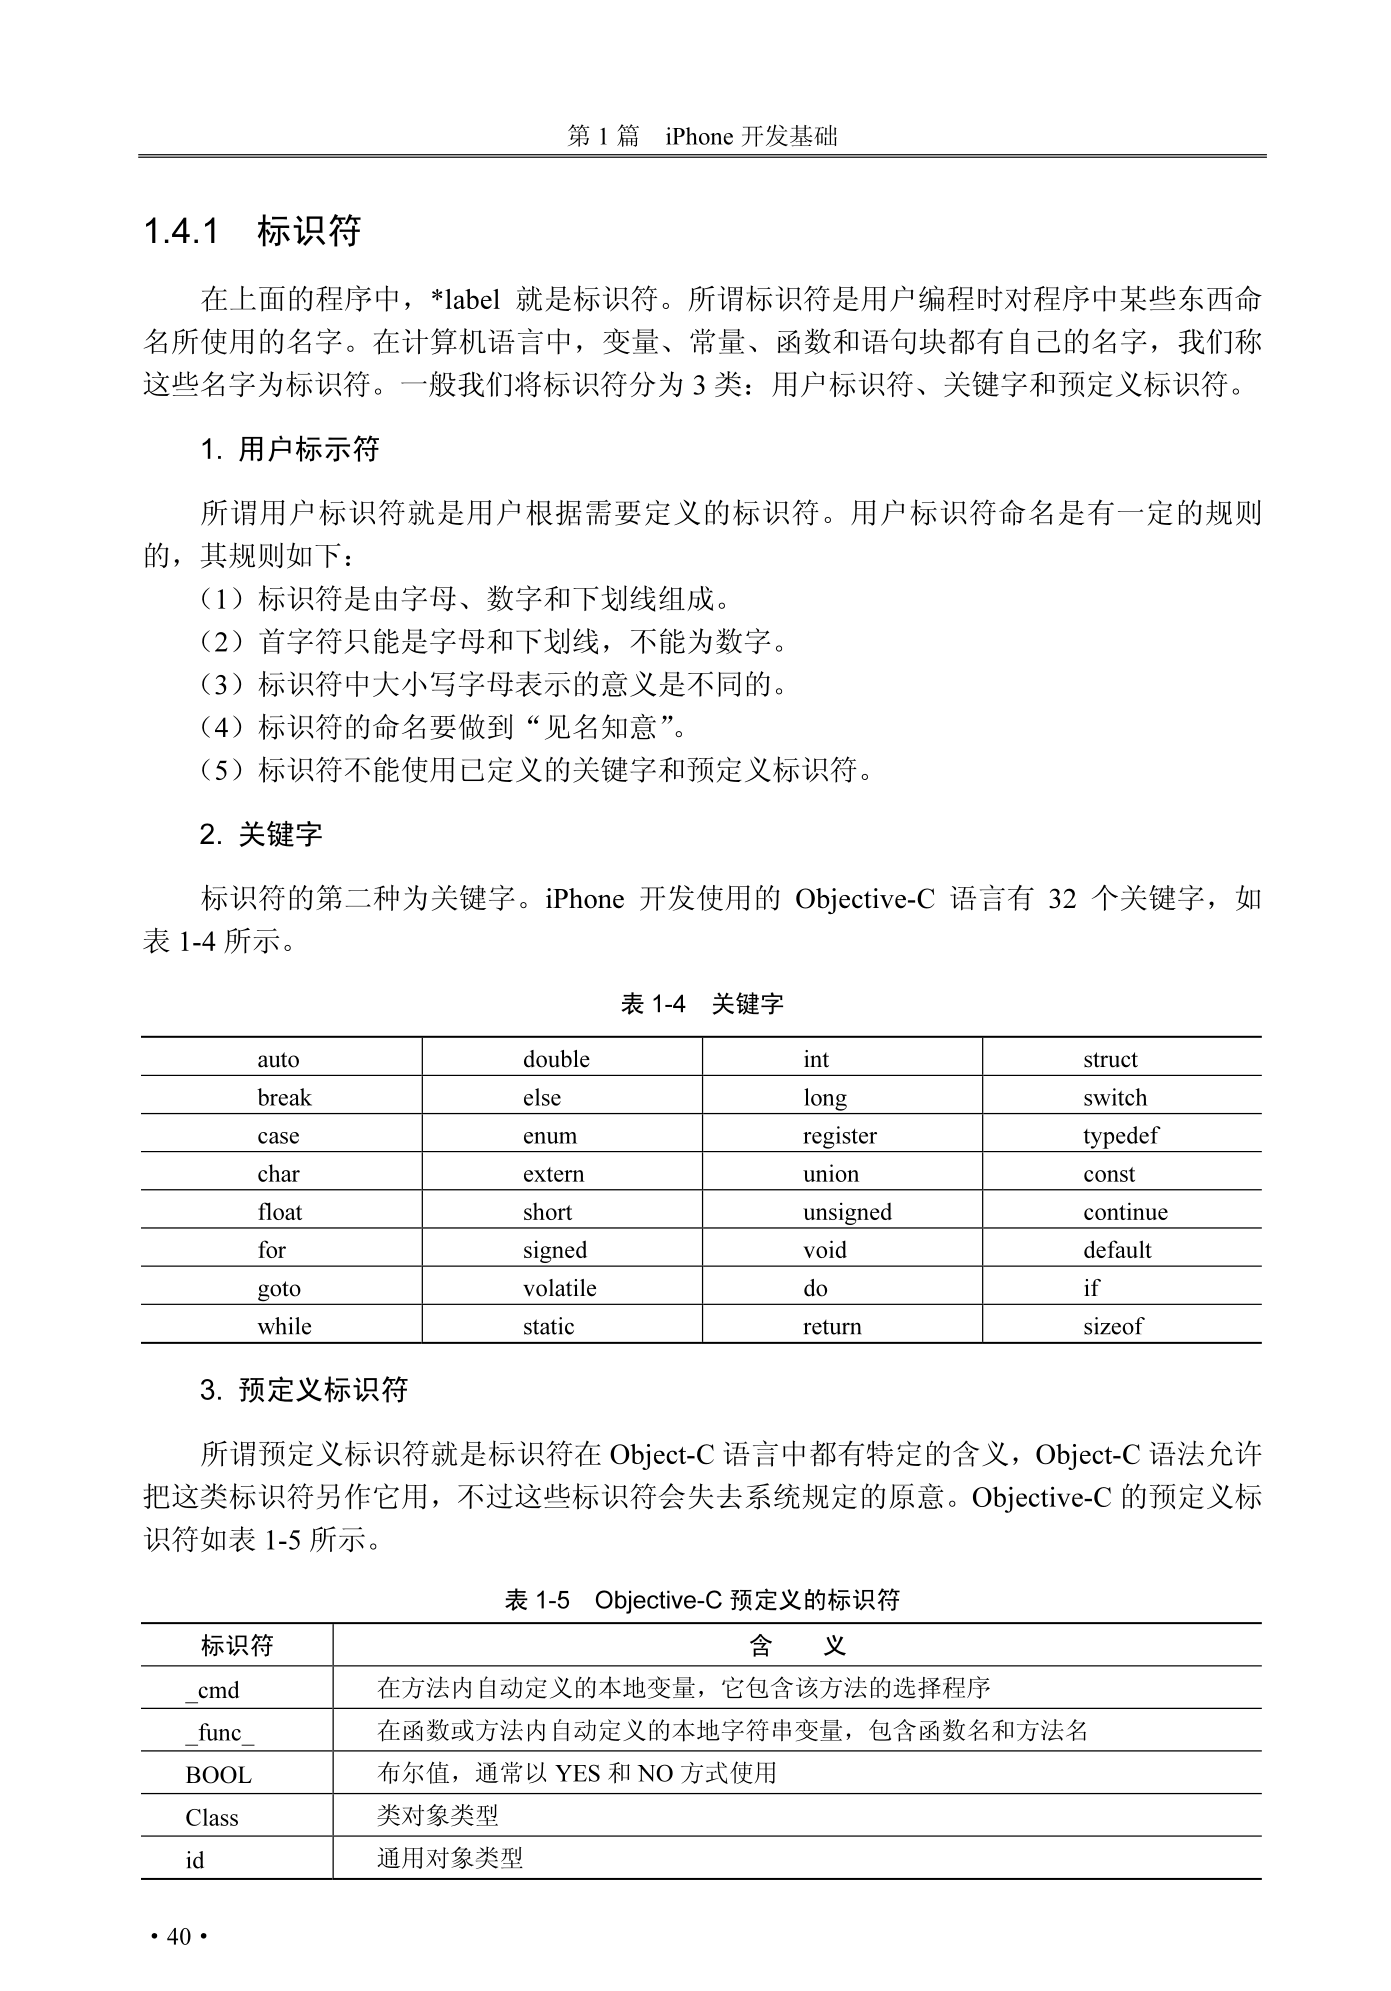 第 1 篇 iPhone 开发基础
1.4.1 标识符
在上面的程序中，*label 就是标识符。所谓标识符是用户编程时对程序中某些东西命
名所使用的名字。在计算机语言中，变量、常量、函数和语句块都有自己的名字，我们称
这些名字为标识符。一般我们将标识符分为 3 类：用户标识符、关键字和预定义标识符。
1. 用户标示符
所谓用户标识符就是用户根据需要定义的标识符。用户标识符命名是有一定的规则
的，其规则如下：
（1）标识符是由字母、数字和下划线组成。
（2）首字符只能是字母和下划线，不能为数字。
（3）标识符中大小写字母表示的意义是不同的。
（4）标识符的命名要做到“见名知意”。
（5）标识符不能使用已定义的关键字和预定义标识符。
2. 关键字
标识符的第二种为关键字。iPhone 开发使用的 Objective-C 语言有 32 个关键字，如
表 1-4 所示。
表 1-4 关键字
auto double int struct
break else long switch
case enum register typedef
char extern union const
float short unsigned continue
for signed void default
goto volatile do if
while static return sizeof
3. 预定义标识符
所谓预定义标识符就是标识符在 Object-C 语言中都有特定的含义，Object-C 语法允许
把这类标识符另作它用，不过这些标识符会失去系统规定的原意。Objective-C 的预定义标
识符如表 1-5 所示。
表 1-5 Objective-C 预定义的标识符
标识符 含 义
_cmd 在方法内自动定义的本地变量，它包含该方法的选择程序
_func_ 在函数或方法内自动定义的本地字符串变量，包含函数名和方法名
BOOL 布尔值，通常以 YES 和 NO 方式使用
Class 类对象类型
id 通用对象类型
• 40 •